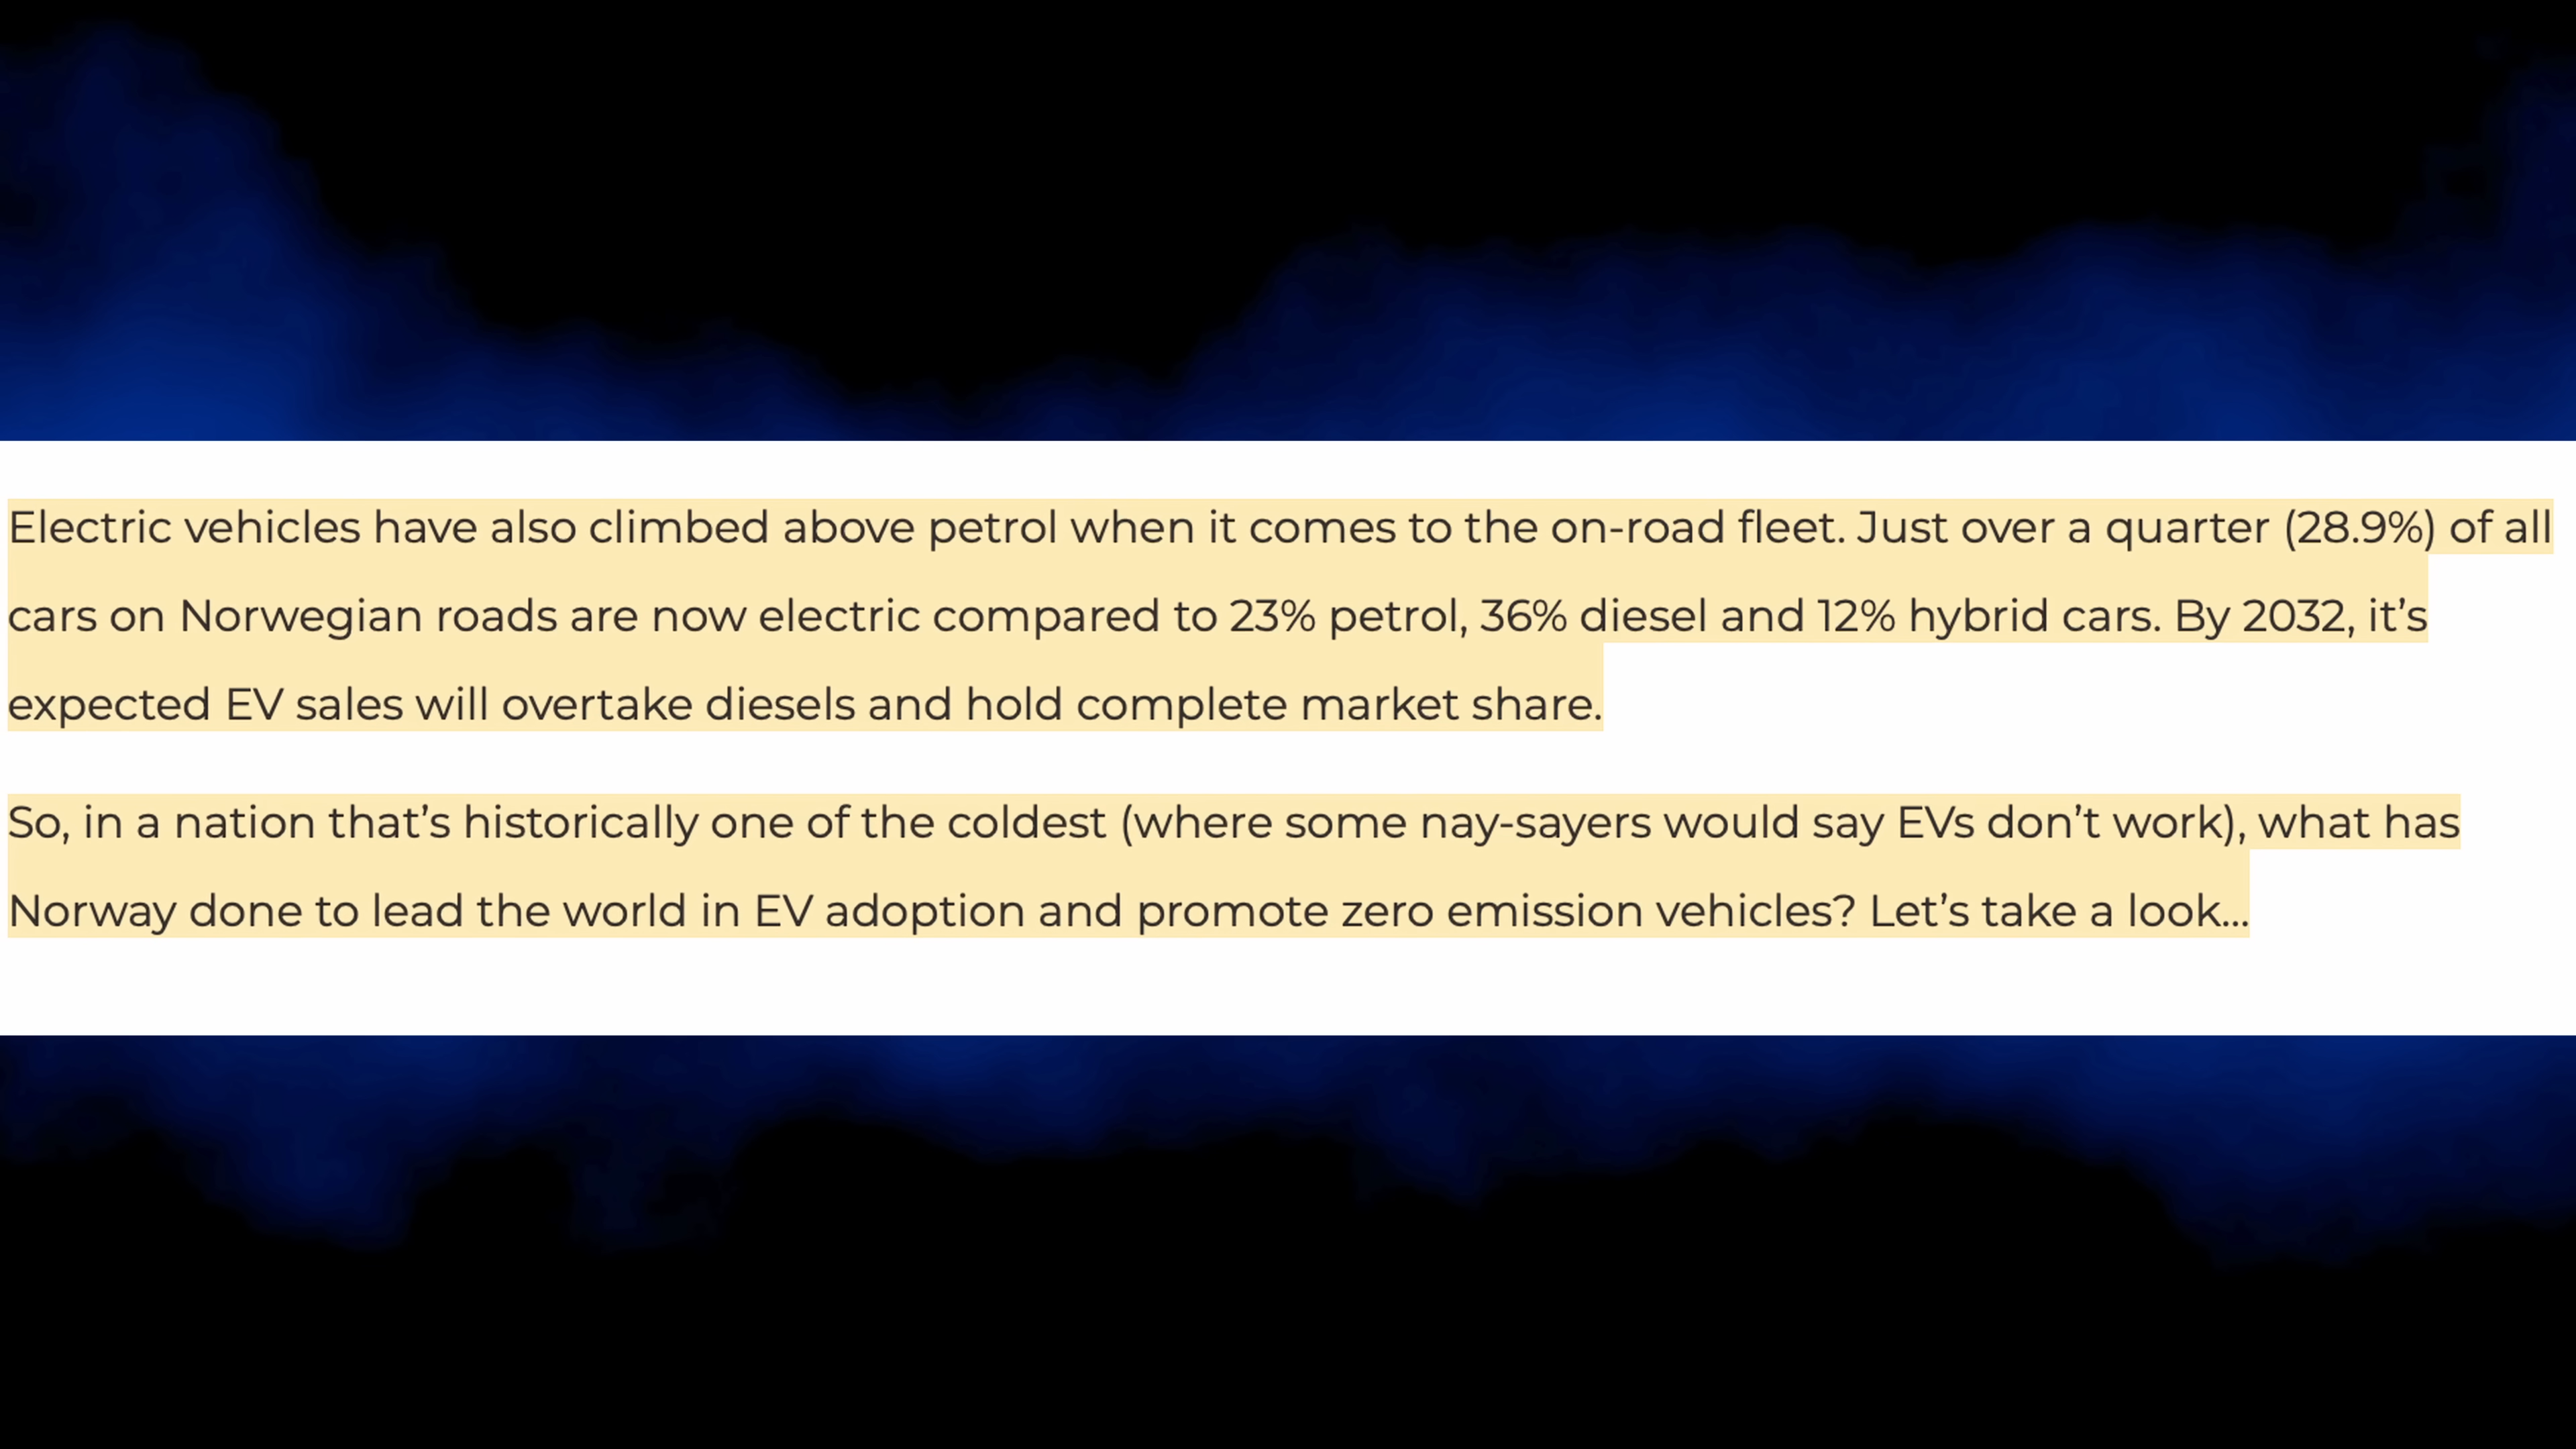 Electric vehicles have also climbed above petrol when it comes to the on-road fleet. Just over a quarter (28.9%) of all
cars on Norwegian roads are now electric compared to 23% petrol, 36% diesel and 12% hybrid cars. By 2032, it’s
expected EV sales will overtake diesels and hold complete market share.
So, in a nation that’s historically one of the coldest (where some nay-sayers would say EVs don’t work), what has
Norway done to lead the world in EV adoption and promote zero emission vehicles? Let’s take a look…